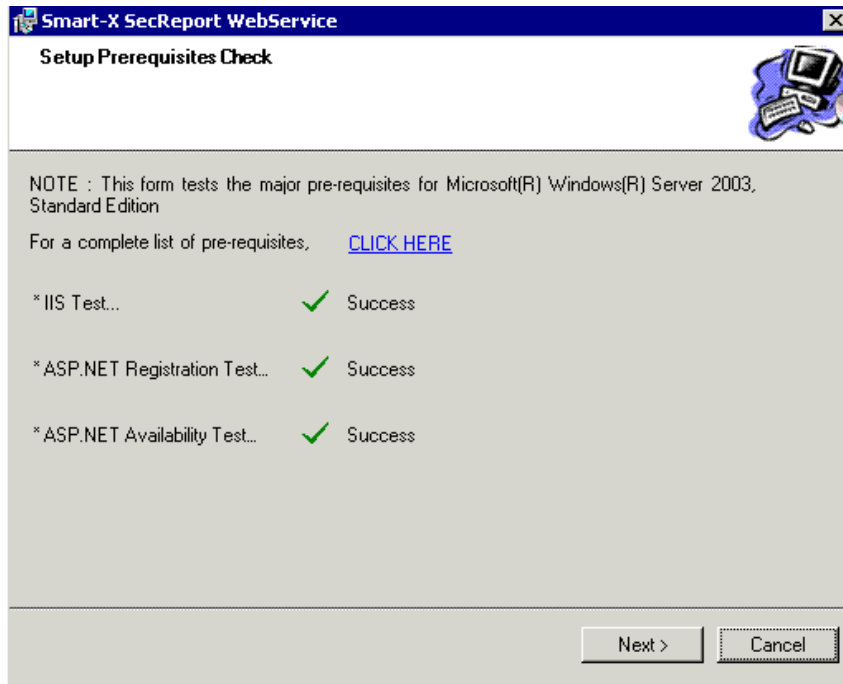 Smart-X SecReport WebService
Setup Prerequisites Check
NOTE : This form tests the major pre-requisites for Microsoft(R) Windows(R) Server 2003,
Standard Edition
For a complete list of pre-requisites, CLICK HERE
* IIS Test... Success
* ASP.NET Registration Test... Success
* ASP.NET Availability Test... Success
Next > Cancel